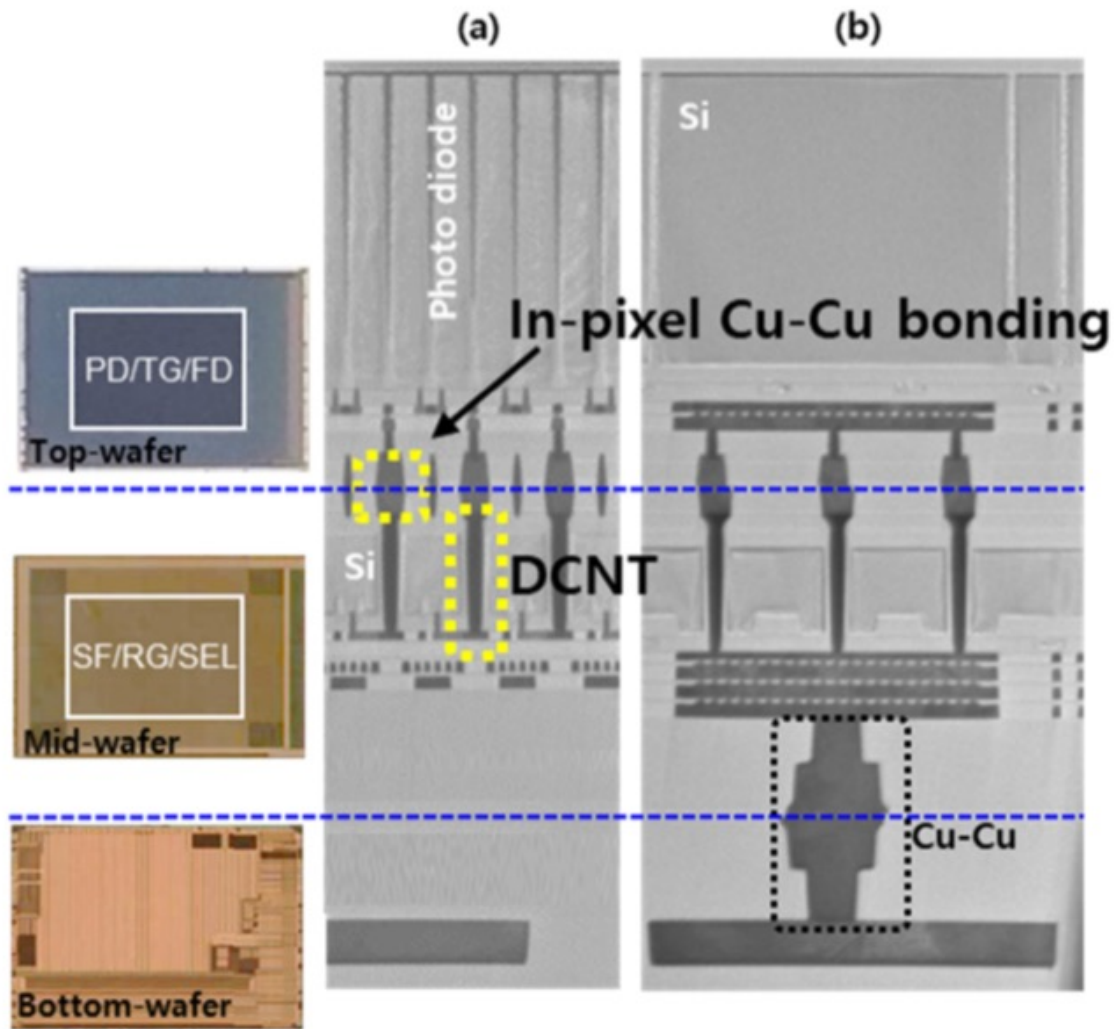 (a)
(b)
Si
Photo diode
In-pixel Cu-Cu bonding
PD/TG/FD
Top-wafer
Si
DCNT
SF/RG/SEL
Mid-wafer
Cu-Cu
Bottom-wafer